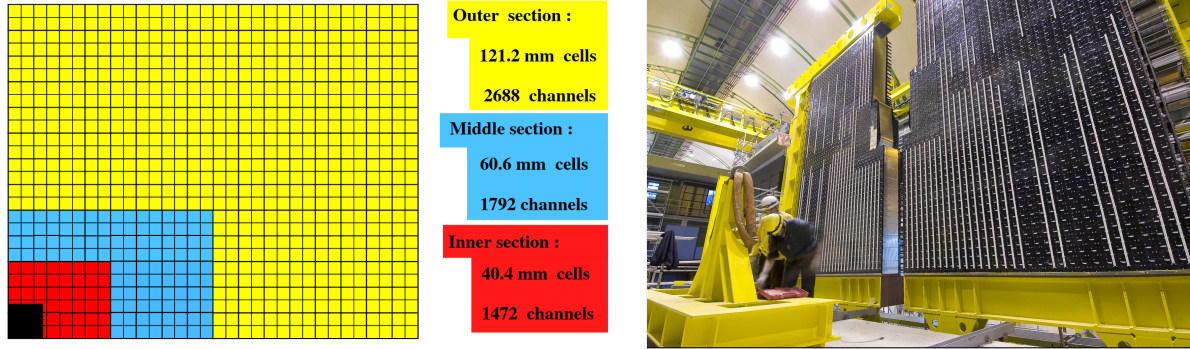 Outer section :
121.2 mm cells
2688 channels
Middle section :
60.6 mm cells
1792 channels
Inner section :
40.4 mm cells
1472 channels